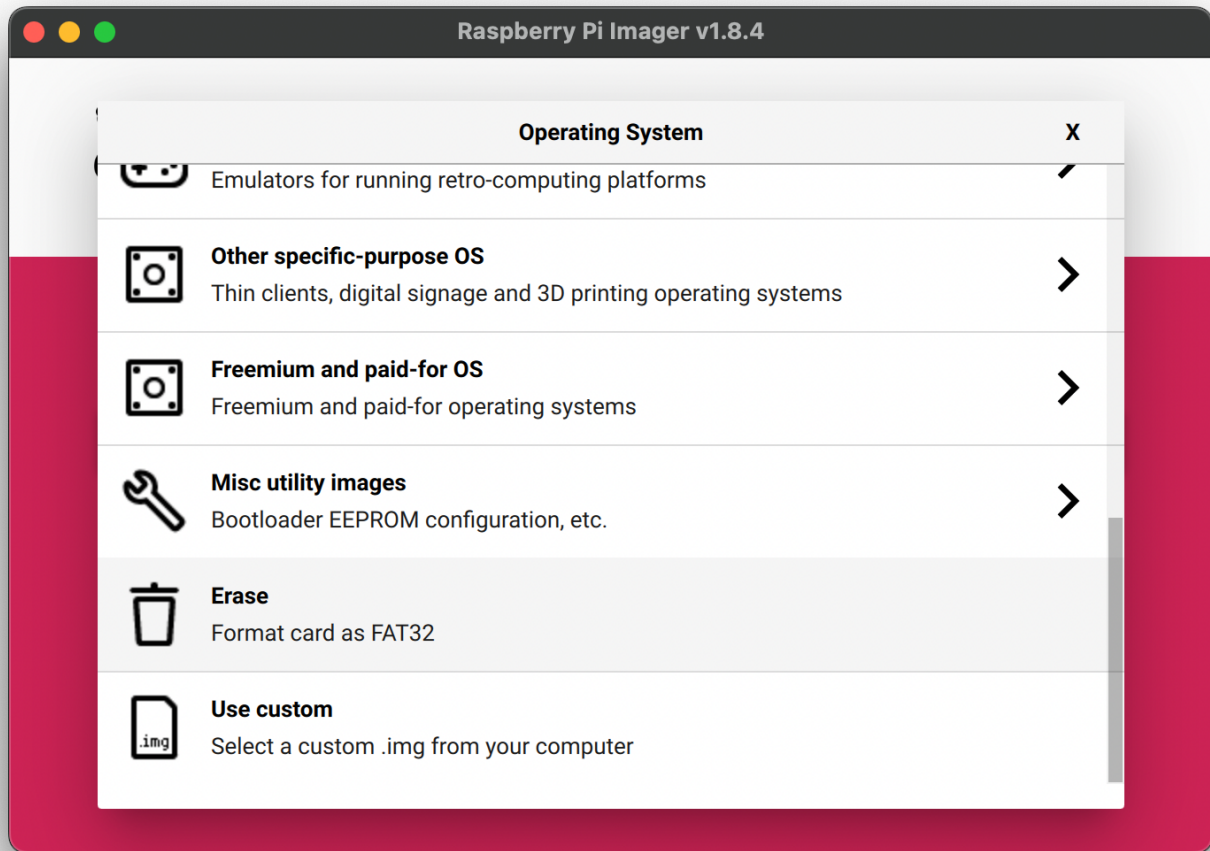 Raspberry Pi Imager v1.8.4
Operating System
X
Emulators for running retro-computing platforms
Other specific-purpose OS
Thin clients, digital signage and 3D printing operating systems
Freemium and paid-for OS
Freemium and paid-for operating systems
Misc utility images
Bootloader EEPROM configuration, etc.
Erase
Format card as FAT32
Use custom
.img
Select a custom .img from your computer